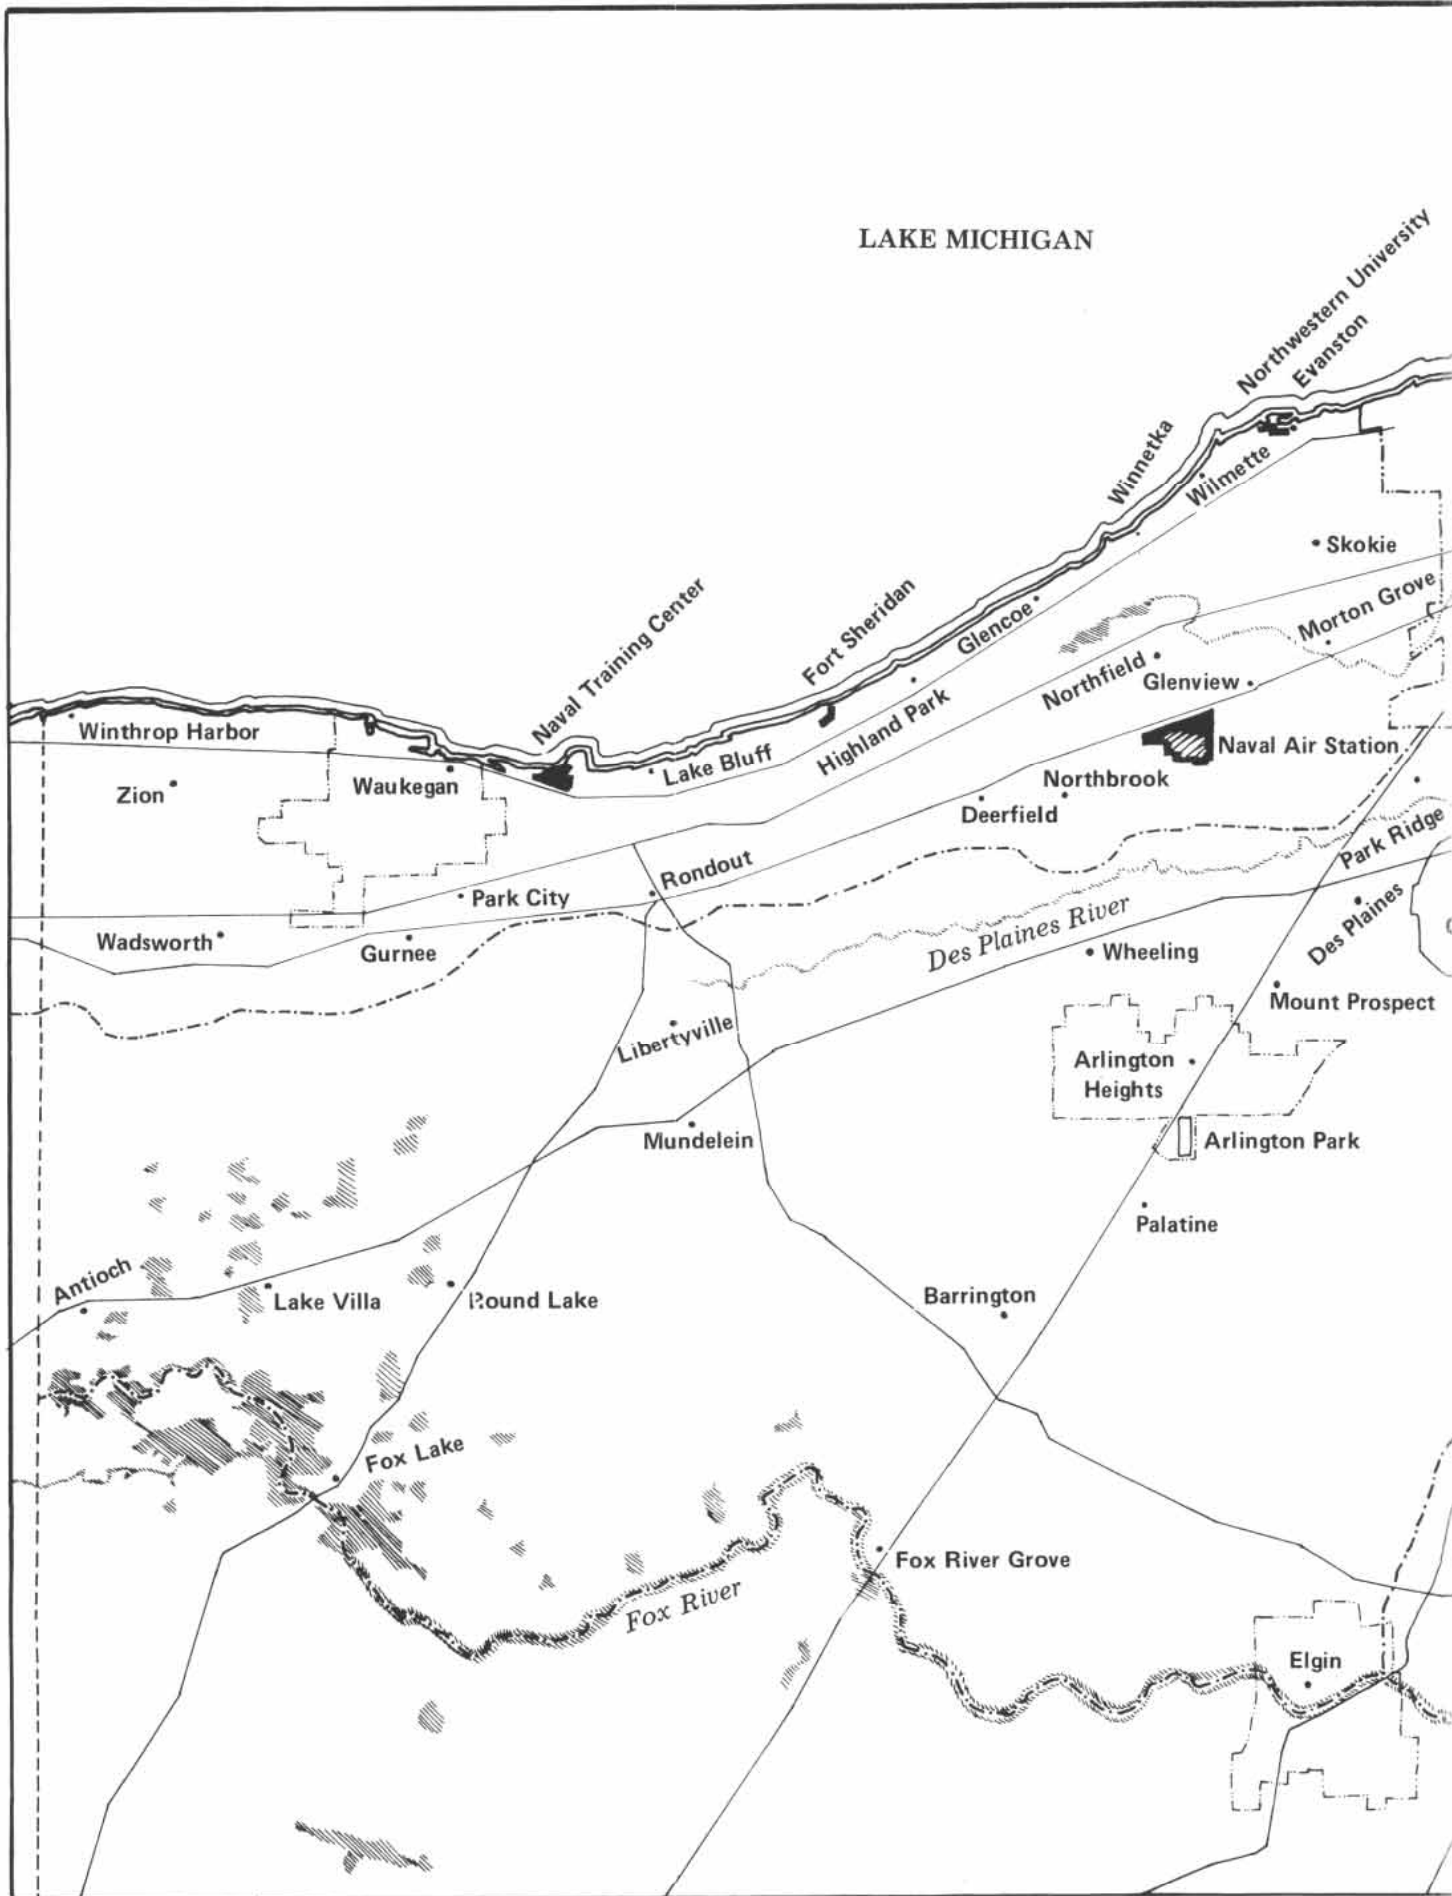 LAKE MICHIGAN
Northwestern University
Evanston
Winnetka
Wilmette
Skokie
Morton Grove
Naval Training Center
Fort Sheridan
Glencoe
Northfield
Glenview
Highland Park
Winthrop Harbor
Naval Air Station
Lake Bluff
Zion
Waukegan
Northbrook
Deerfield
Park Ridge
Rondout
Park City
Des Plaines River
Des Plaines
Wadsworth
Gurnee
Wheeling
Mount Prospect
Libertyville
Arlington
Heights
Mundelein
Arlington Park
Palatine
Antioch
Lake Villa
Round Lake
Barrington
Fox Lake
Fox River Grove
Fox River
Elgin